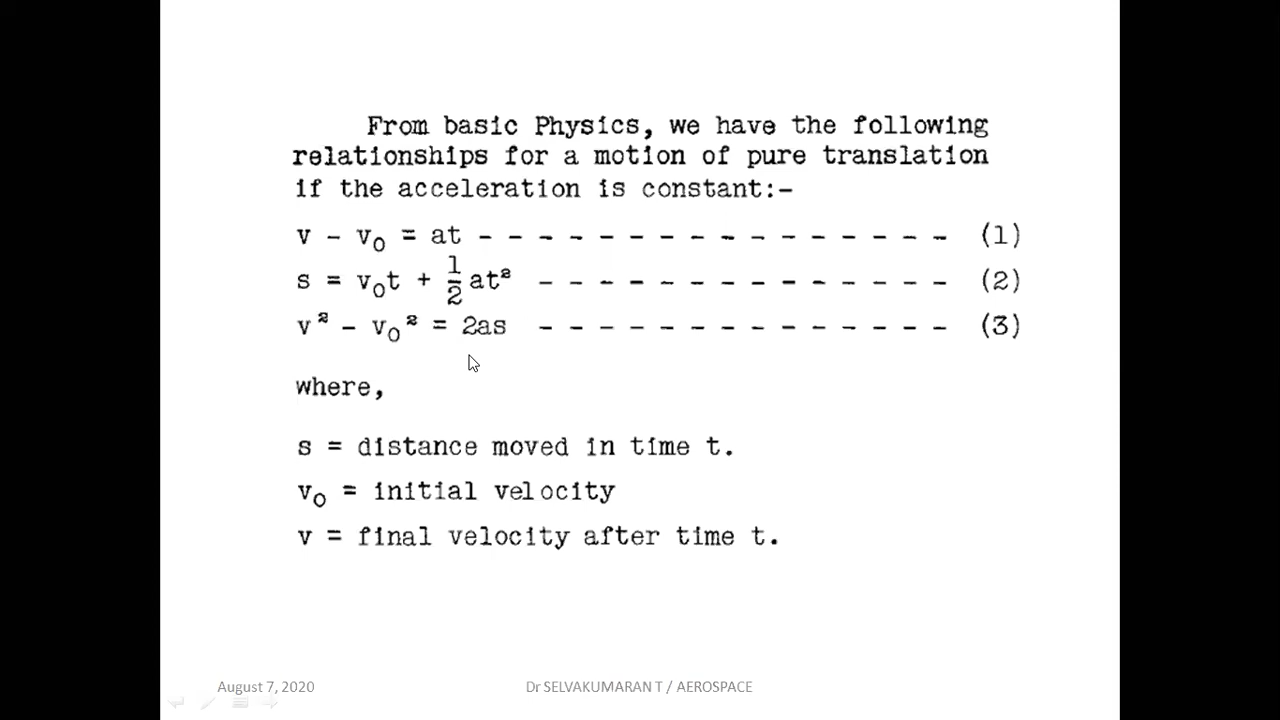 From basic Physics, we have the following
relationships for a motion of pure translation
if the acceleration is constant:-
v - v₀ = at - - - - - - - - - - - - - - - - (1)
s = v₀t + 1/2 at² - - - - - - - - - - - - - - (2)
v² - v₀² = 2as - - - - - - - - - - - - - - (3)
where,
s = distance moved in time t.
v₀ = initial velocity
v = final velocity after time t.
August 7, 2020 Dr SELVAKUMARAN T / AEROSPACE